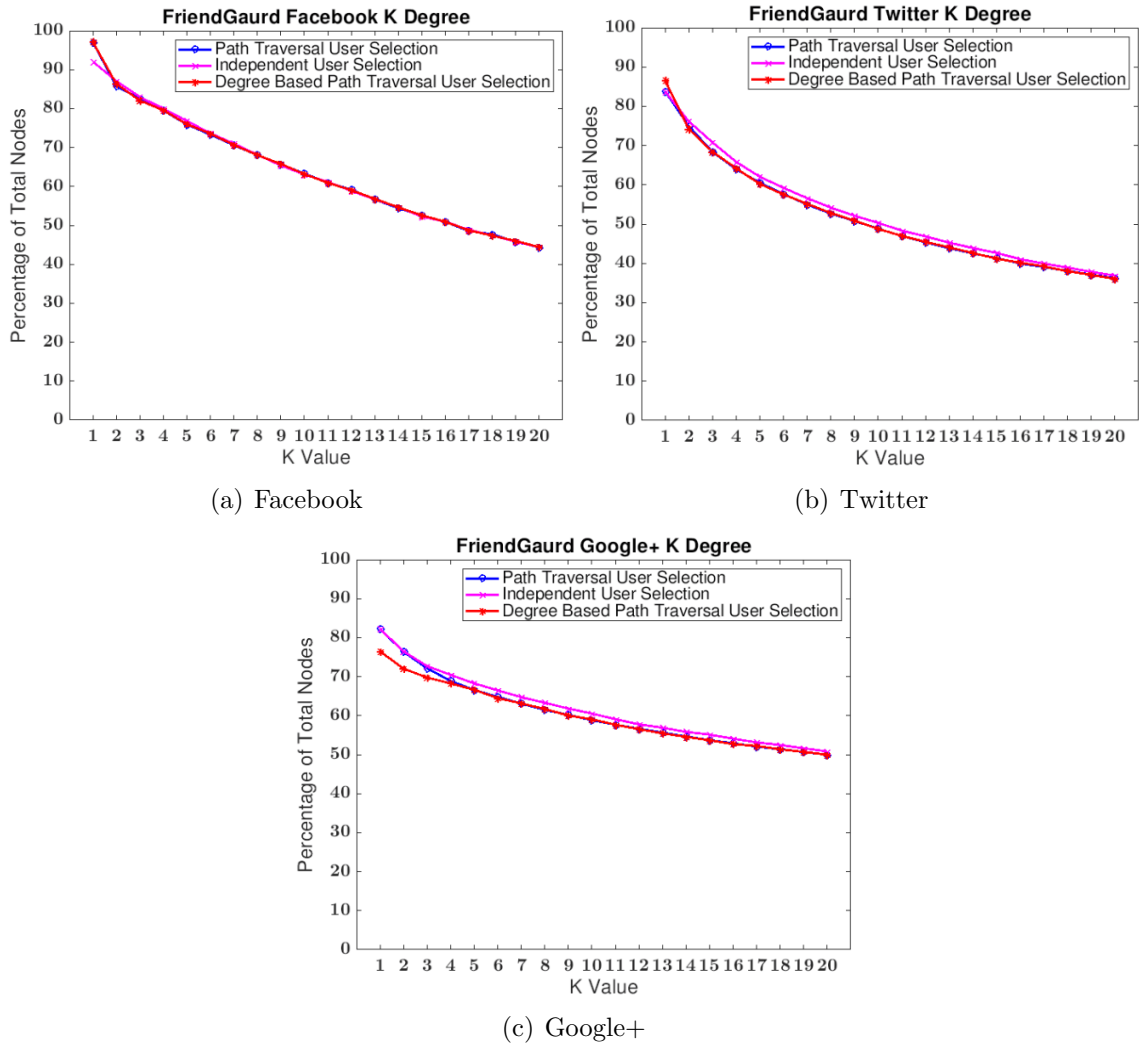 FriendGaurd Facebook K Degree
Path Traversal User Selection
Independent User Selection
Degree Based Path Traversal User Selection
Percentage of Total Nodes
100
90
80
70
60
50
40
30
20
10
0
1 2 3 4 5 6 7 8 9 10 11 12 13 14 15 16 17 18 19 20
K Value
(a) Facebook
FriendGaurd Twitter K Degree
Path Traversal User Selection
Independent User Selection
Degree Based Path Traversal User Selection
Percentage of Total Nodes
100
90
80
70
60
50
40
30
20
10
0
1 2 3 4 5 6 7 8 9 10 11 12 13 14 15 16 17 18 19 20
K Value
(b) Twitter
FriendGaurd Google+ K Degree
Path Traversal User Selection
Independent User Selection
Degree Based Path Traversal User Selection
Percentage of Total Nodes
100
90
80
70
60
50
40
30
20
10
0
1 2 3 4 5 6 7 8 9 10 11 12 13 14 15 16 17 18 19 20
K Value
(c) Google+